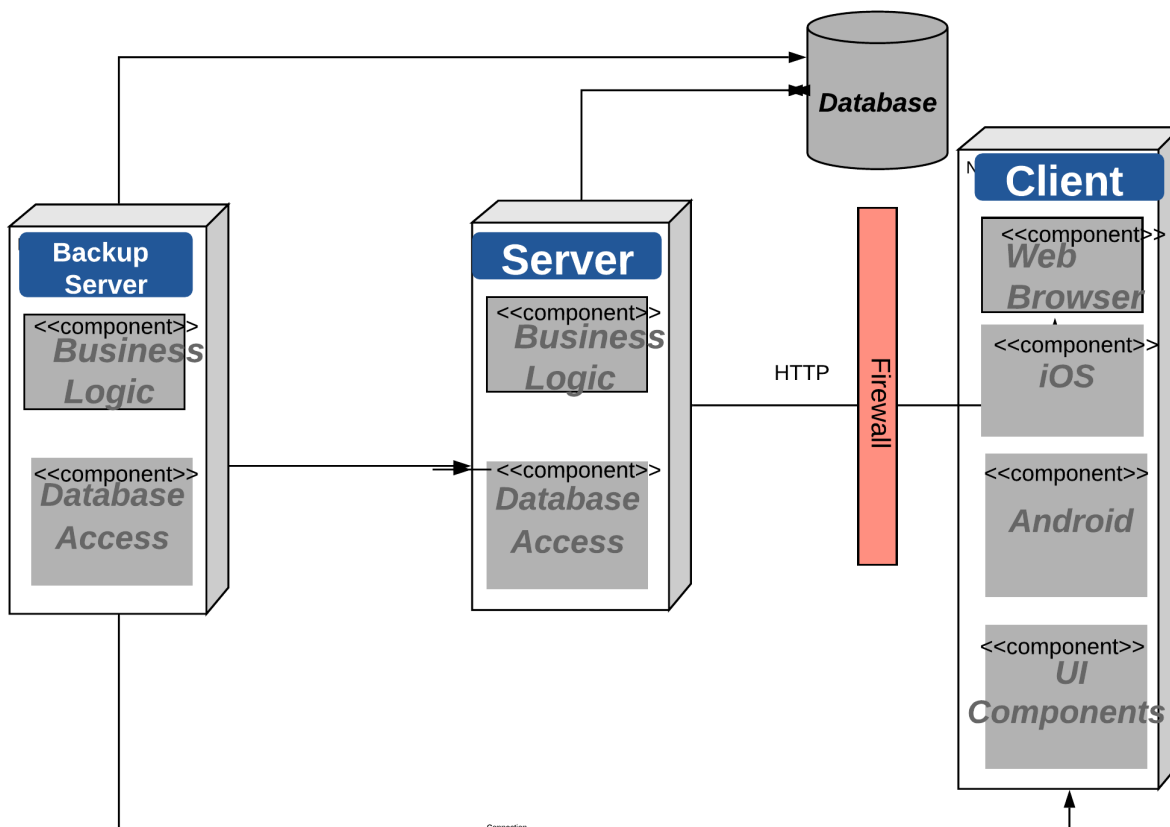 Database
Client
<<component>>
Web
Browser
<<component>>
iOS
<<component>>
Android
<<component>>
UI
Components
Backup
Server
<<component>>
Business
Logic
<<component>>
Database
Access
Server
<<component>>
Business
Logic
<<component>>
Database
Access
HTTP
Firewall